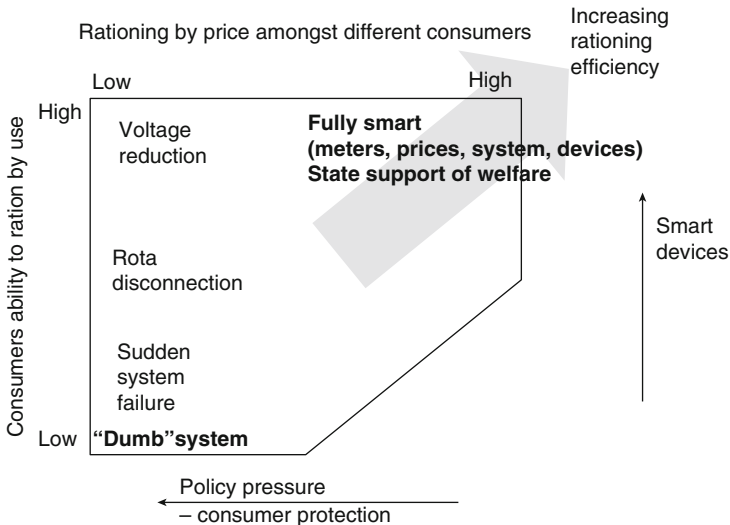 Rationing by price amongst different consumers
Increasing
rationing
efficiency
Low
High
High
Consumers ability to ration by use
Voltage
reduction
Fully smart
(meters, prices, system, devices)
State support of welfare
Smart
devices
Rota
disconnection
Sudden
system
failure
Low
“Dumb”system
Policy pressure
– consumer protection